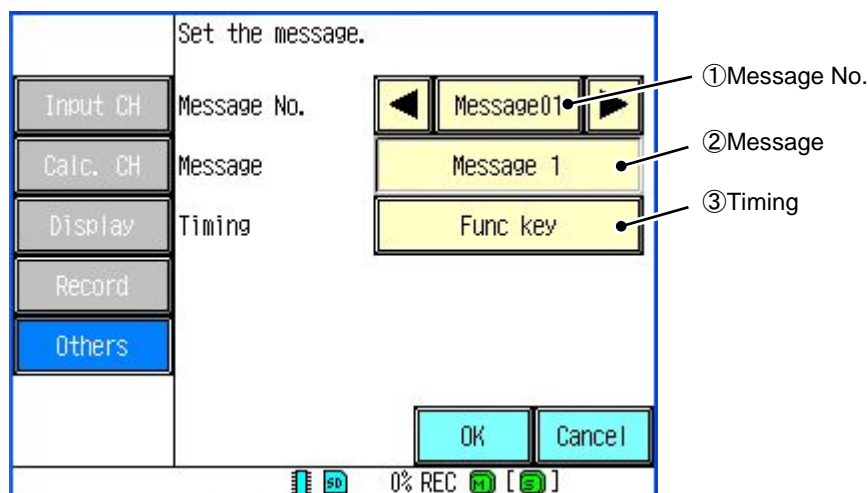 Set the message.
Input CH
Message No.
Message01
①Message No.
Calc. CH
Message
Message 1
②Message
Display
Timing
Func key
③Timing
Record
Others
OK
Cancel
SD 0% REC M [S]